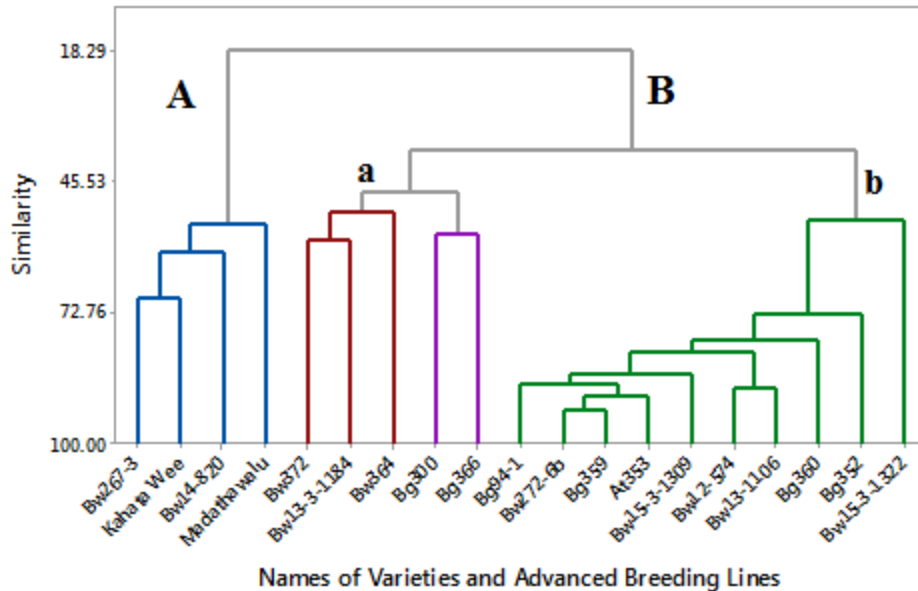 18.29
A
B
a
45.53
b
Similarity
72.76
100.00
Bw267-3
Kahata Wee
Bw14-820
Madathawalu
Bw372
Bw13-3-1184
Bw364
Bg300
Bg366
Bg94-1
Bw272-6b
Bg359
At353
Bw15-3-1309
Bw12-574
Bw13-1106
Bg360
Bg352
Bw15-3-1322
Names of Varieties and Advanced Breeding Lines